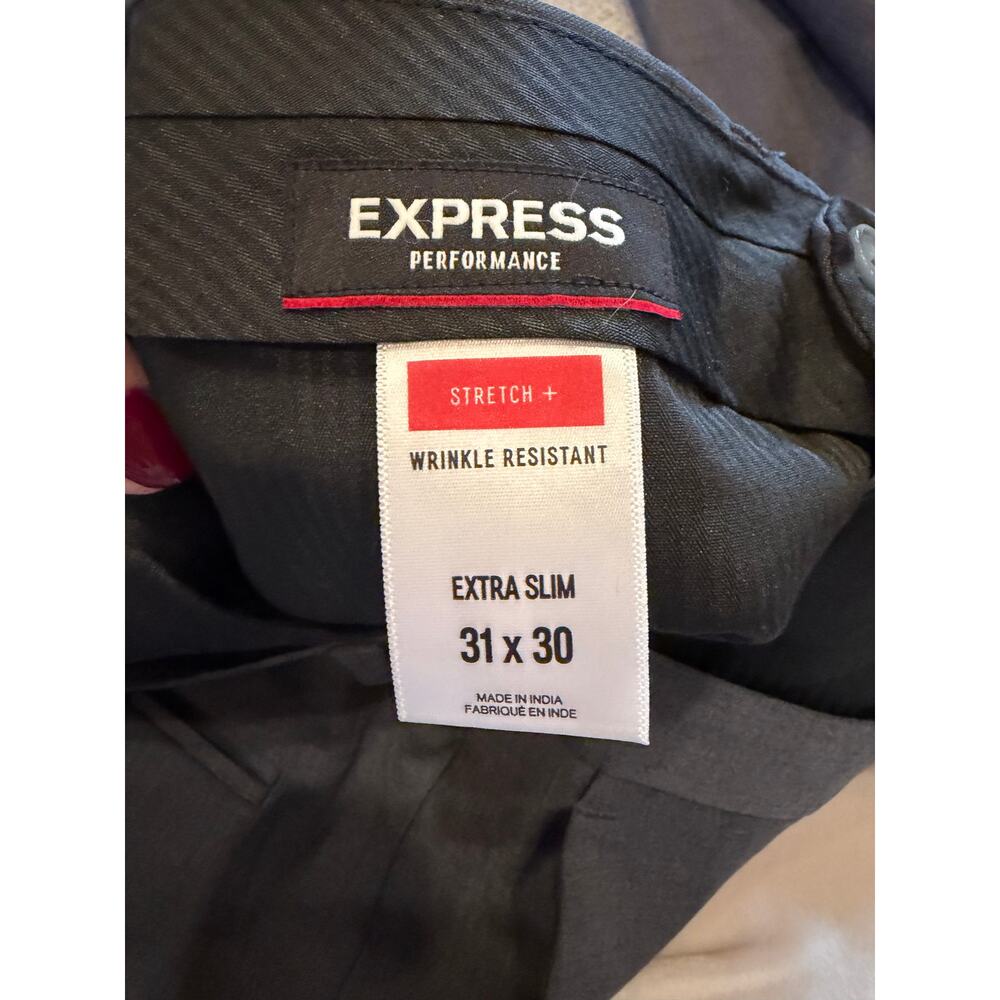 EXPRESS
PERFORMANCE
STRETCH +
WRINKLE RESISTANT
EXTRA SLIM
31 x 30
MADE IN INDIA
FABRIQUÉ EN INDE